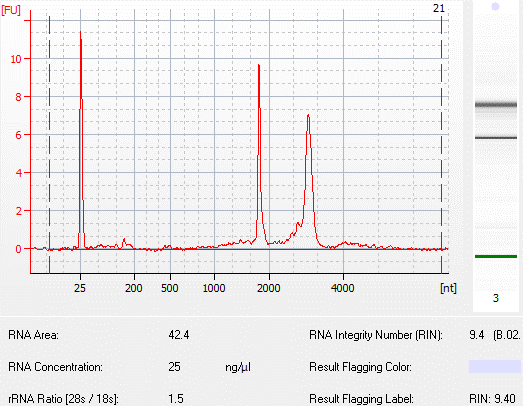 [FU]
21
10
8
6
4
2
0
25 200 500 1000 2000 4000 [nt]
3
RNA Area: 42.4 RNA Integrity Number (RIN): 9.4 (B.02.
RNA Concentration: 25 ng/µl Result Flagging Color:
rRNA Ratio [28s / 18s]: 1.5 Result Flagging Label: RIN: 9.40